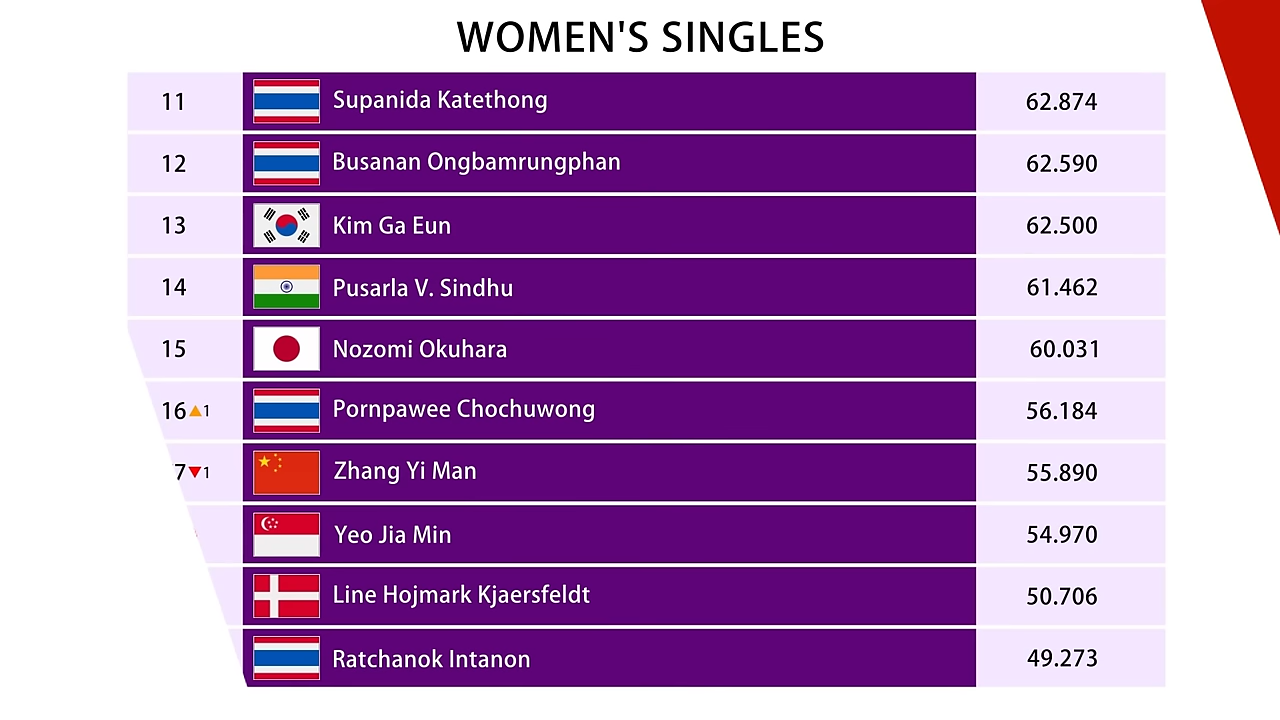 WOMEN'S SINGLES
11 Supanida Katethong 62.874
12 Busanan Ongbamrungphan 62.590
13 Kim Ga Eun 62.500
14 Pusarla V. Sindhu 61.462
15 Nozomi Okuhara 60.031
16 ▲1 Pornpawee Chochuwong 56.184
7 ▼1 Zhang Yi Man 55.890
Yeo Jia Min 54.970
Line Hojmark Kjaersfeldt 50.706
Ratchanok Intanon 49.273